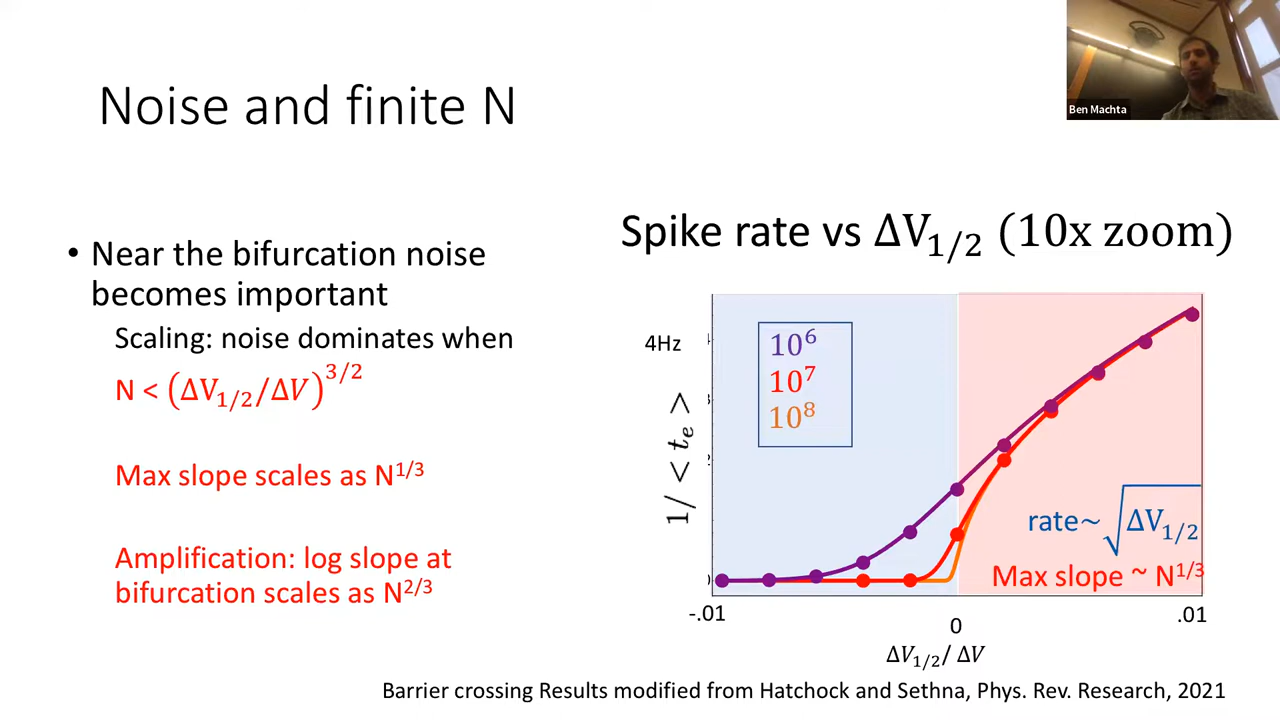 Ben Machta
Noise and finite N
• Near the bifurcation noise
becomes important
Scaling: noise dominates when
N < (ΔV₁/₂/ΔV)^3/2
Max slope scales as N^1/3
Amplification: log slope at
bifurcation scales as N^2/3
Spike rate vs ΔV₁/₂ (10x zoom)
10⁶
10⁷
10⁸
4Hz
1/ < tₑ >
rate~ √ΔV₁/₂
Max slope ~ N^1/3
-.01
0
.01
ΔV₁/₂/ ΔV
Barrier crossing Results modified from Hatchock and Sethna, Phys. Rev. Research, 2021